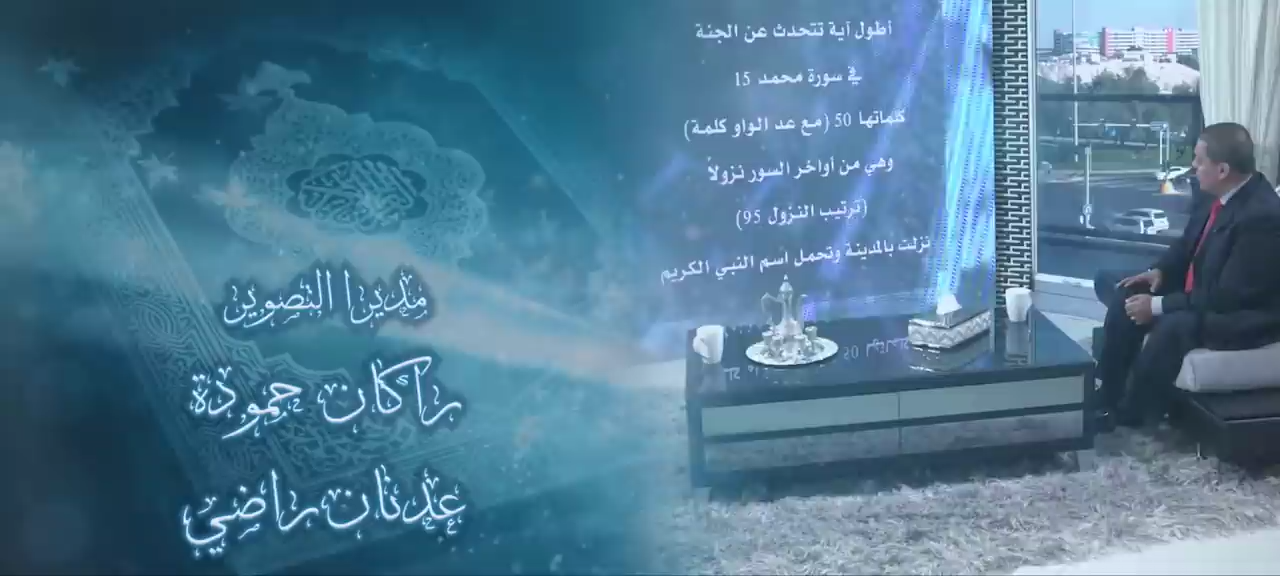 أطول آية تتحدث عن الجنة
في سورة محمد 15
كلماتها 50 (مع عد الواو كلمة)
وهي من أواخر السور نزولاً
(ترتيب النزول 95)
نزلت بالمدينة وتحمل اسم النبي الكريم
مديرا التصوير
راكان حمودة
عدنان راضي